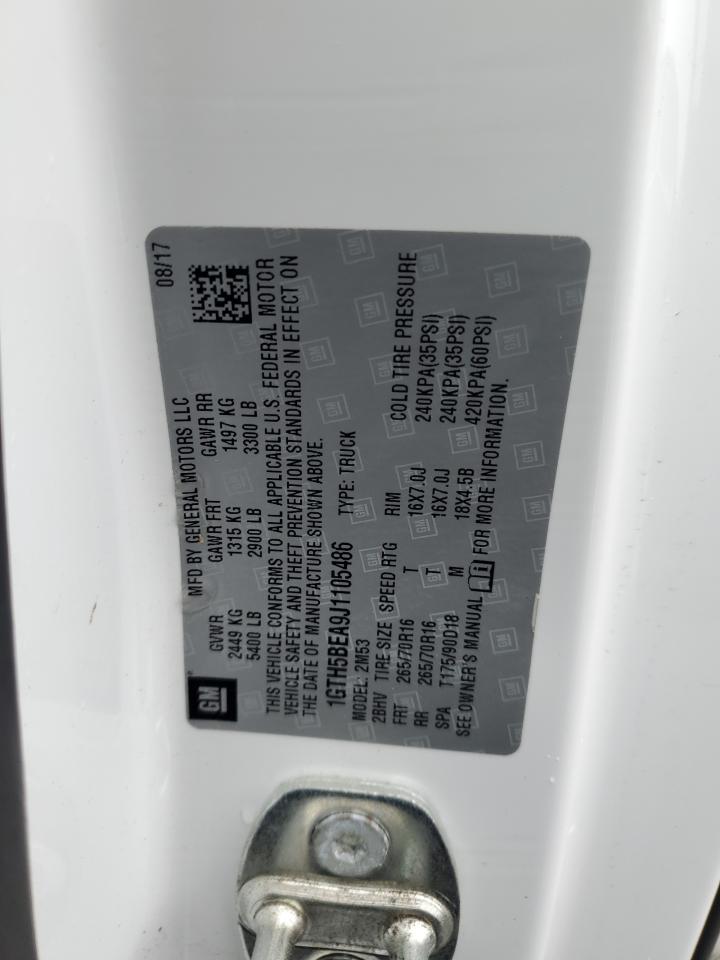 GM
MFD BY GENERAL MOTORS LLC 08/17
GVWR GAWR FRT GAWR RR
2449 KG 1315 KG 1497 KG
5400 LB 2900 LB 3300 LB
THIS VEHICLE CONFORMS TO ALL APPLICABLE U.S. FEDERAL MOTOR
VEHICLE SAFETY AND THEFT PREVENTION STANDARDS IN EFFECT ON
THE DATE OF MANUFACTURE SHOWN ABOVE.
1GTH5BEA9J1105486 TYPE: TRUCK
MODEL: 2M53
2BHV TIRE SIZE SPEED RTG RIM COLD TIRE PRESSURE
FRT 265/70R16 T 16X7.0J 240KPA(35PSI)
RR 265/70R16 T 16X7.0J 240KPA(35PSI)
SPA T175/90D18 M 18X4.5B 420KPA(60PSI)
SEE OWNER'S MANUAL i FOR MORE INFORMATION.